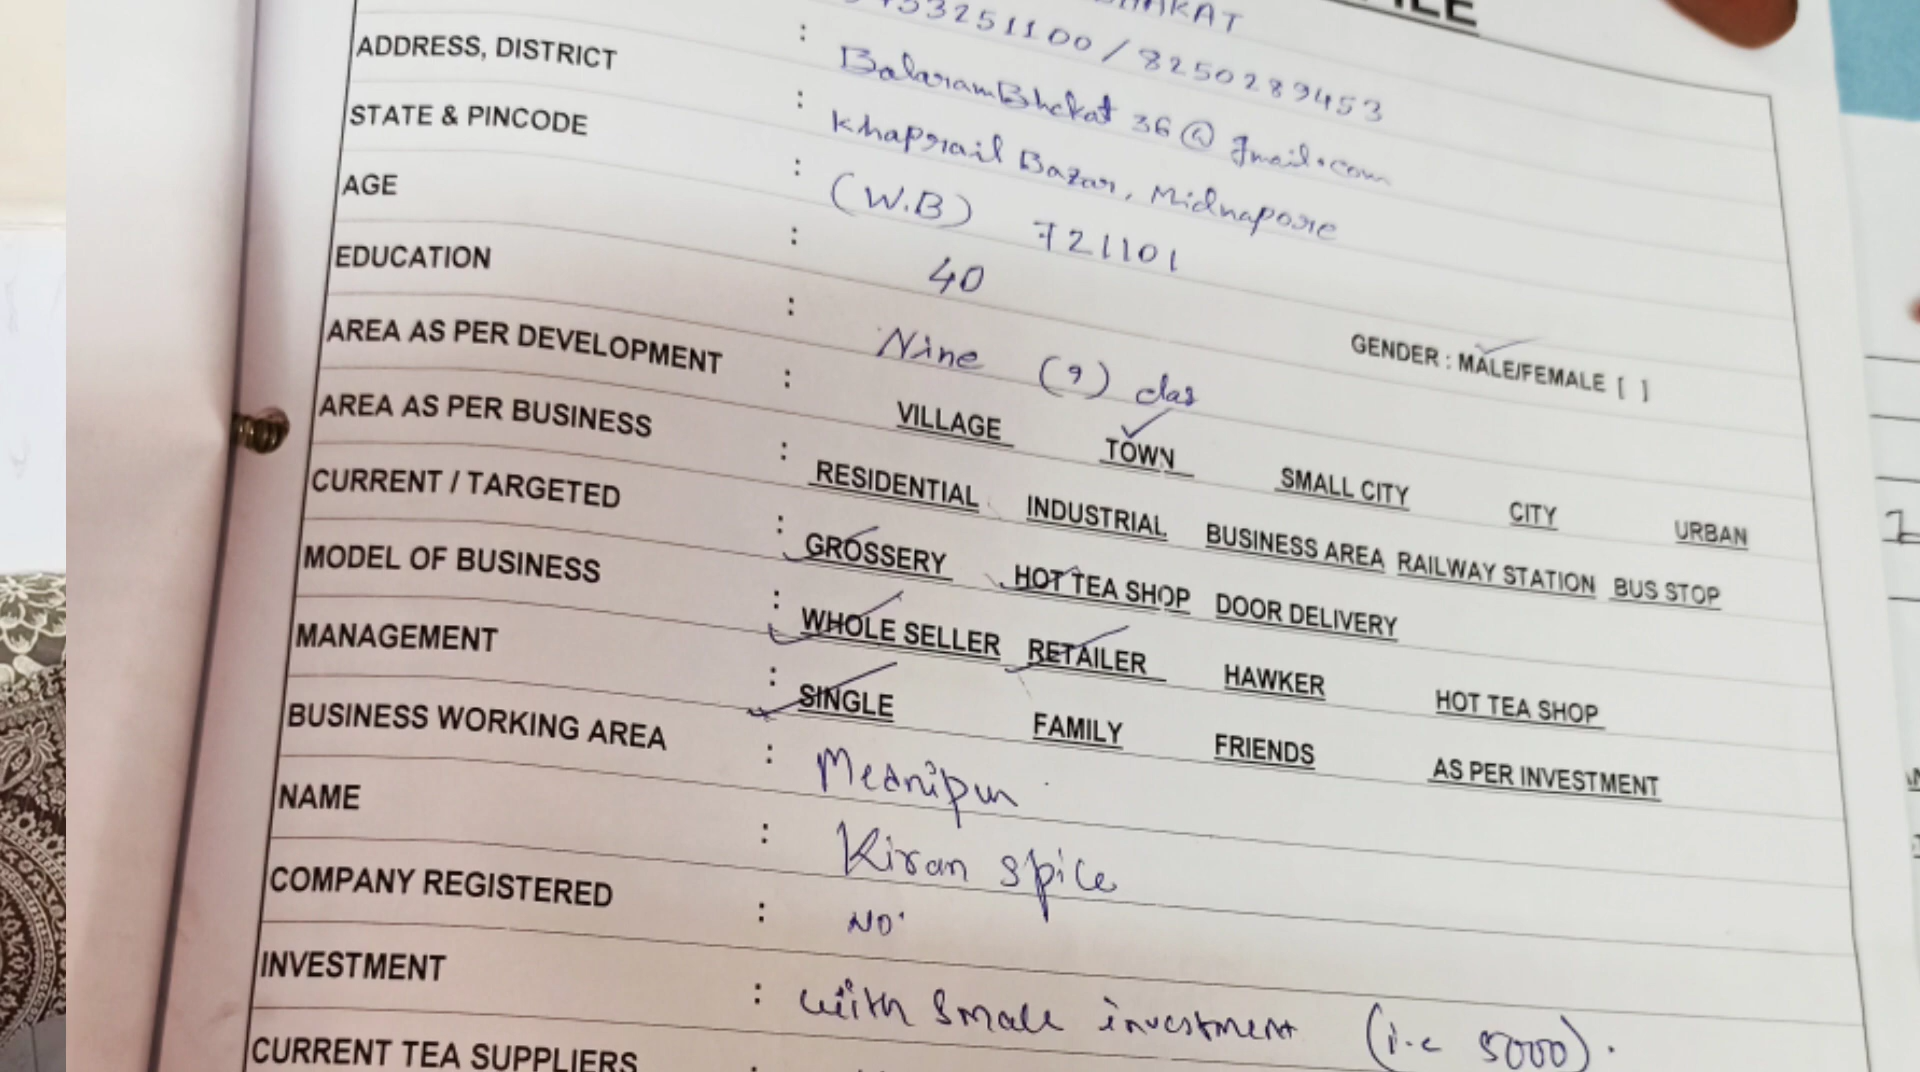 FILE
BHAKAT
33251100 / 8250289453
BalaramBhakat 36@gmail.com
ADDRESS, DISTRICT : Khaprail Bazar, Midnapore
STATE & PINCODE : (W.B) 721101
AGE : 40
GENDER : MALE/FEMALE [ ]
EDUCATION : Nine (9) clas
AREA AS PER DEVELOPMENT : VILLAGE TOWN SMALL CITY CITY URBAN
AREA AS PER BUSINESS : RESIDENTIAL INDUSTRIAL BUSINESS AREA RAILWAY STATION BUS STOP
CURRENT / TARGETED : GROSSERY HOT TEA SHOP DOOR DELIVERY
MODEL OF BUSINESS : WHOLE SELLER RETAILER HAWKER HOT TEA SHOP
MANAGEMENT : SINGLE FAMILY FRIENDS AS PER INVESTMENT
BUSINESS WORKING AREA : Mednipur
NAME : Kiran spice
COMPANY REGISTERED : NO
INVESTMENT : with small investment (i.e 5000).
CURRENT TEA SUPPLIERS :